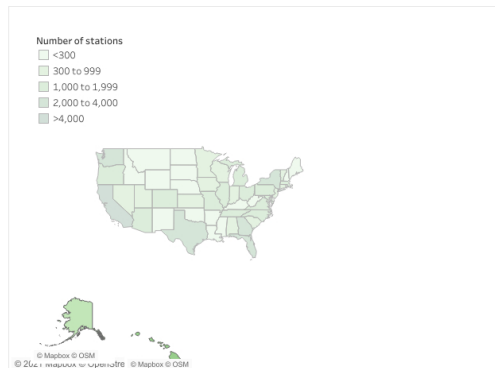 Number of stations
<300
300 to 999
1,000 to 1,999
2,000 to 4,000
>4,000
© Mapbox © OSM
© Mapbox © OSM